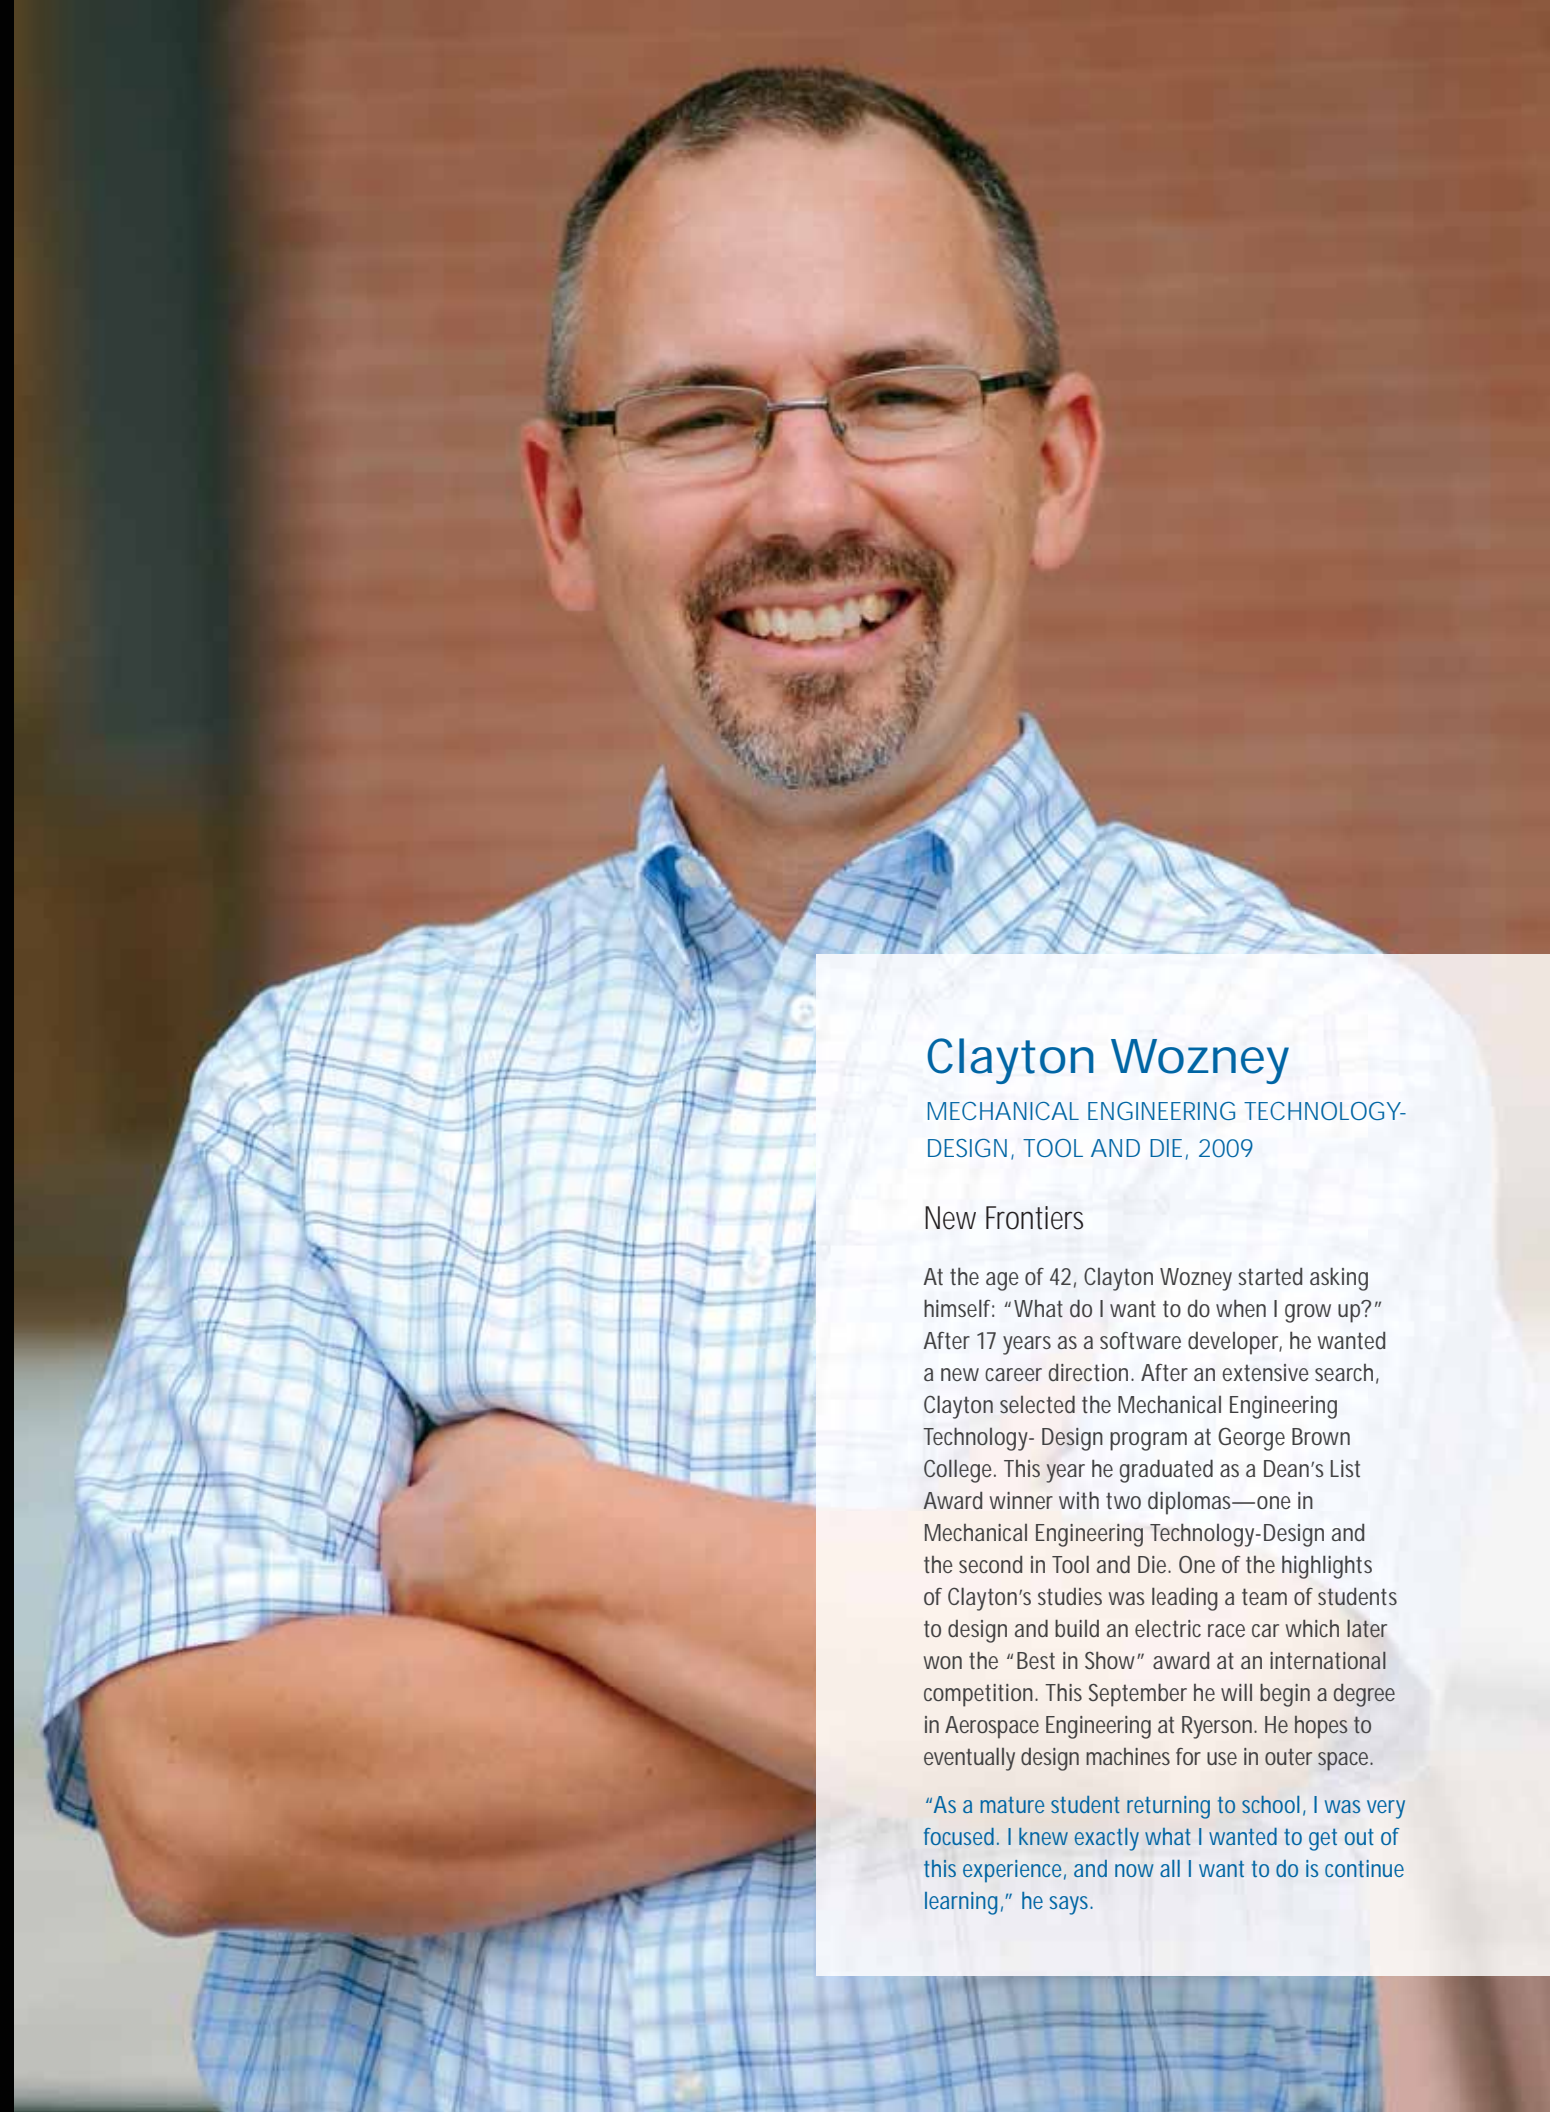 Clayton Wozney
MECHANICAL ENGINEERING TECHNOLOGY-
DESIGN, TOOL AND DIE, 2009
New Frontiers
At the age of 42, Clayton Wozney started asking
himself: “What do I want to do when I grow up?”
After 17 years as a software developer, he wanted
a new career direction. After an extensive search,
Clayton selected the Mechanical Engineering
Technology- Design program at George Brown
College. This year he graduated as a Dean’s List
Award winner with two diplomas—one in
Mechanical Engineering Technology-Design and
the second in Tool and Die. One of the highlights
of Clayton’s studies was leading a team of students
to design and build an electric race car which later
won the “Best in Show” award at an international
competition. This September he will begin a degree
in Aerospace Engineering at Ryerson. He hopes to
eventually design machines for use in outer space.
“As a mature student returning to school, I was very
focused. I knew exactly what I wanted to get out of
this experience, and now all I want to do is continue
learning,” he says.